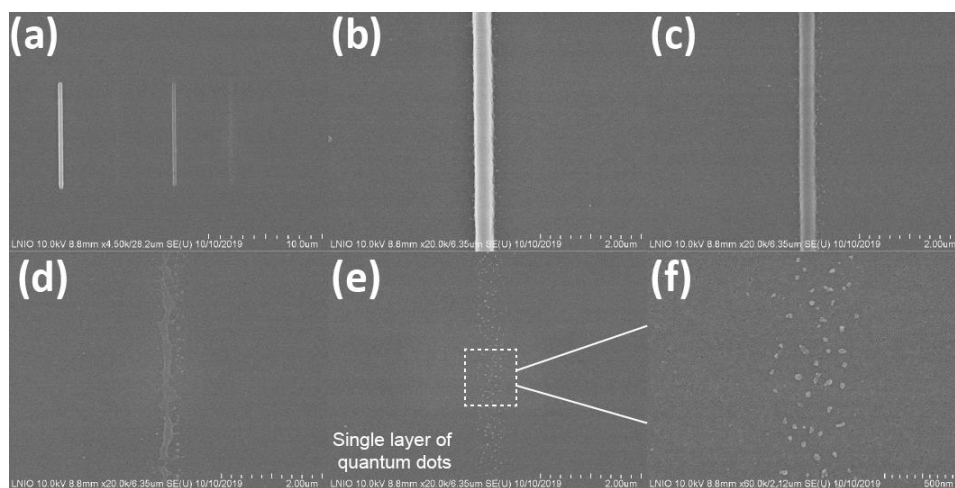 (a)
(b)
(c)
LNIO 10.0kV 8.8mm x4.50k/28.2um SE(U) 10/10/2019 10.0um
LNIO 10.0kV 8.8mm x20.0k/6.35um SE(U) 10/10/2019 2.00um
LNIO 10.0kV 8.8mm x20.0k/6.35um SE(U) 10/10/2019 2.00um
(d)
(e)
(f)
Single layer of
quantum dots
LNIO 10.0kV 8.8mm x20.0k/6.35um SE(U) 10/10/2019 2.00um
LNIO 10.0kV 8.8mm x20.0k/6.35um SE(U) 10/10/2019 2.00um
LNIO 10.0kV 8.8mm x60.0k/2.12um SE(U) 10/10/2019 500nm